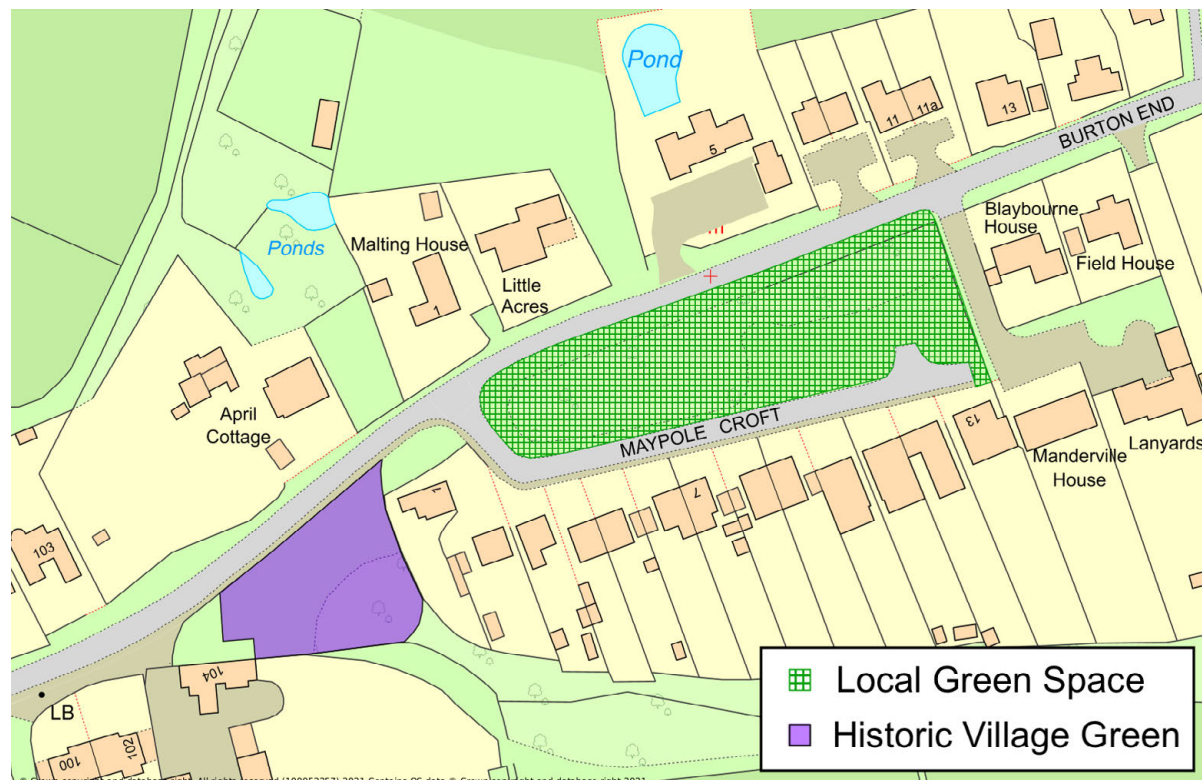 Pond
BURTON END
5
11
11a
13
Blaybourne
House
Field House
Ponds
Malting House
1
Little
Acres
April
Cottage
MAYPOLE CROFT
13
Manderville
House
Lanyards
1
7
103
104
LB
100
102
Local Green Space
Historic Village Green